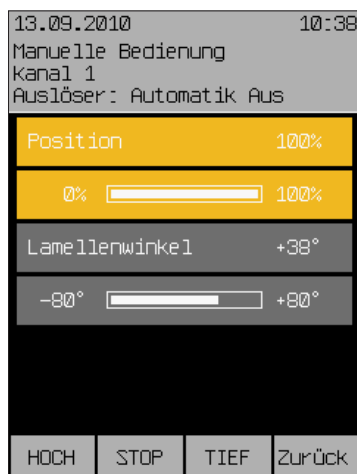 13.09.2010 10:38
Manuelle Bedienung
Kanal 1
Auslöser: Automatik Aus
Position 100%
0% 100%
Lamellenwinkel +38°
-80° +80°
HOCH STOP TIEF Zurück